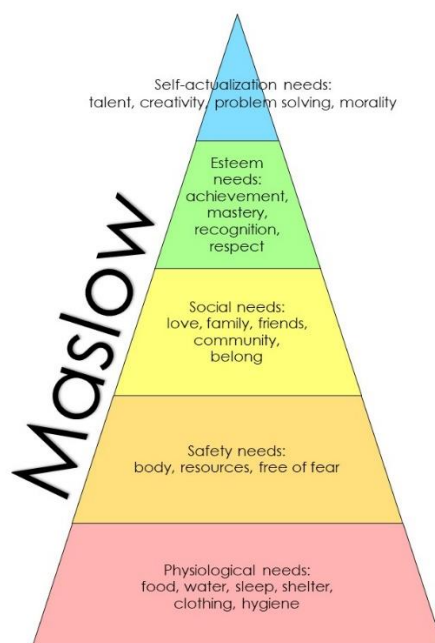 Self-actualization needs:
talent, creativity, problem solving, morality
Esteem
needs:
achievement,
mastery,
recognition,
respect
Maslow
Social needs:
love, family, friends,
community,
belong
Safety needs:
body, resources, free of fear
Physiological needs:
food, water, sleep, shelter,
clothing, hygiene